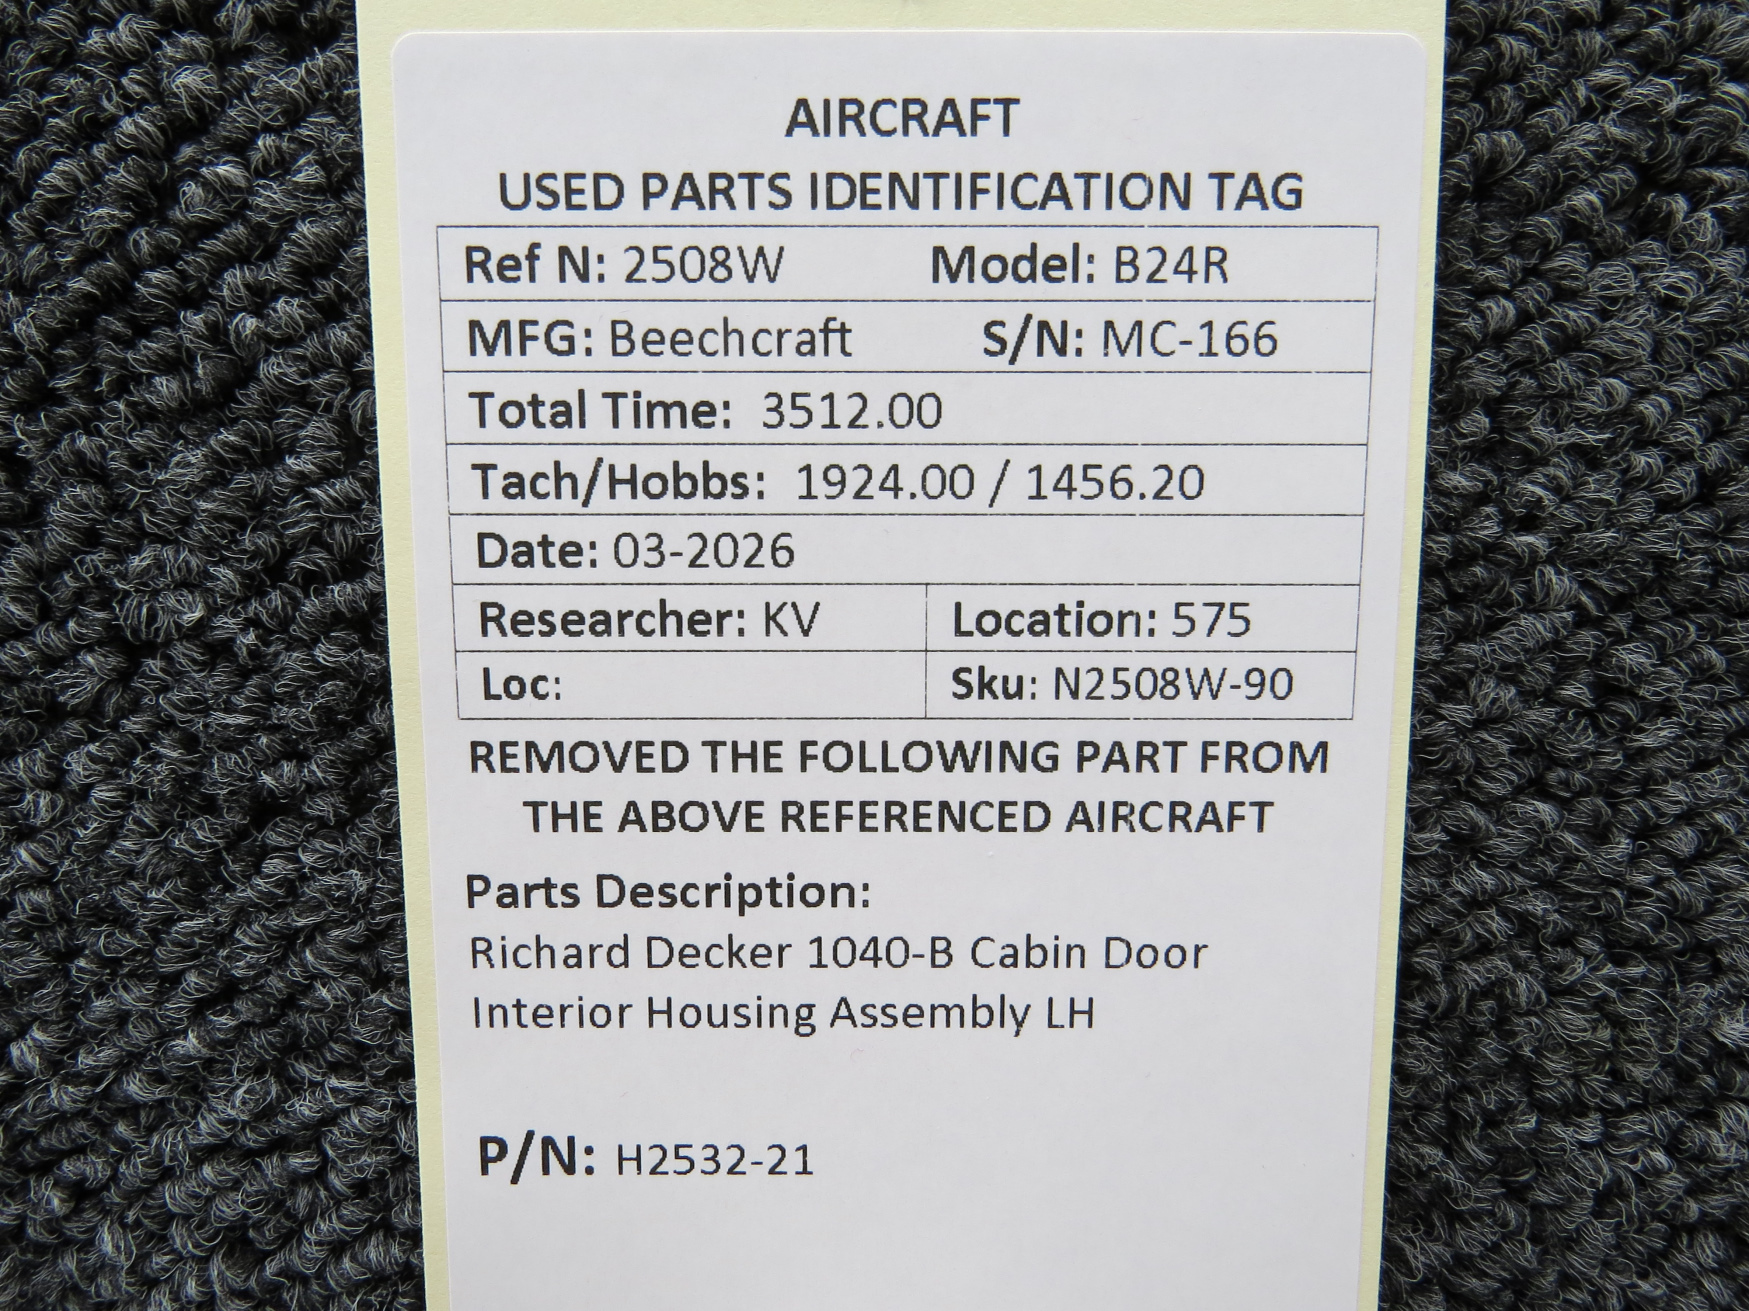 AIRCRAFT
USED PARTS IDENTIFICATION TAG
Ref N: 2508W Model: B24R
MFG: Beechcraft S/N: MC-166
Total Time: 3512.00
Tach/Hobbs: 1924.00 / 1456.20
Date: 03-2026
Researcher: KV Location: 575
Loc: Sku: N2508W-90
REMOVED THE FOLLOWING PART FROM
THE ABOVE REFERENCED AIRCRAFT
Parts Description:
Richard Decker 1040-B Cabin Door
Interior Housing Assembly LH
P/N: H2532-21